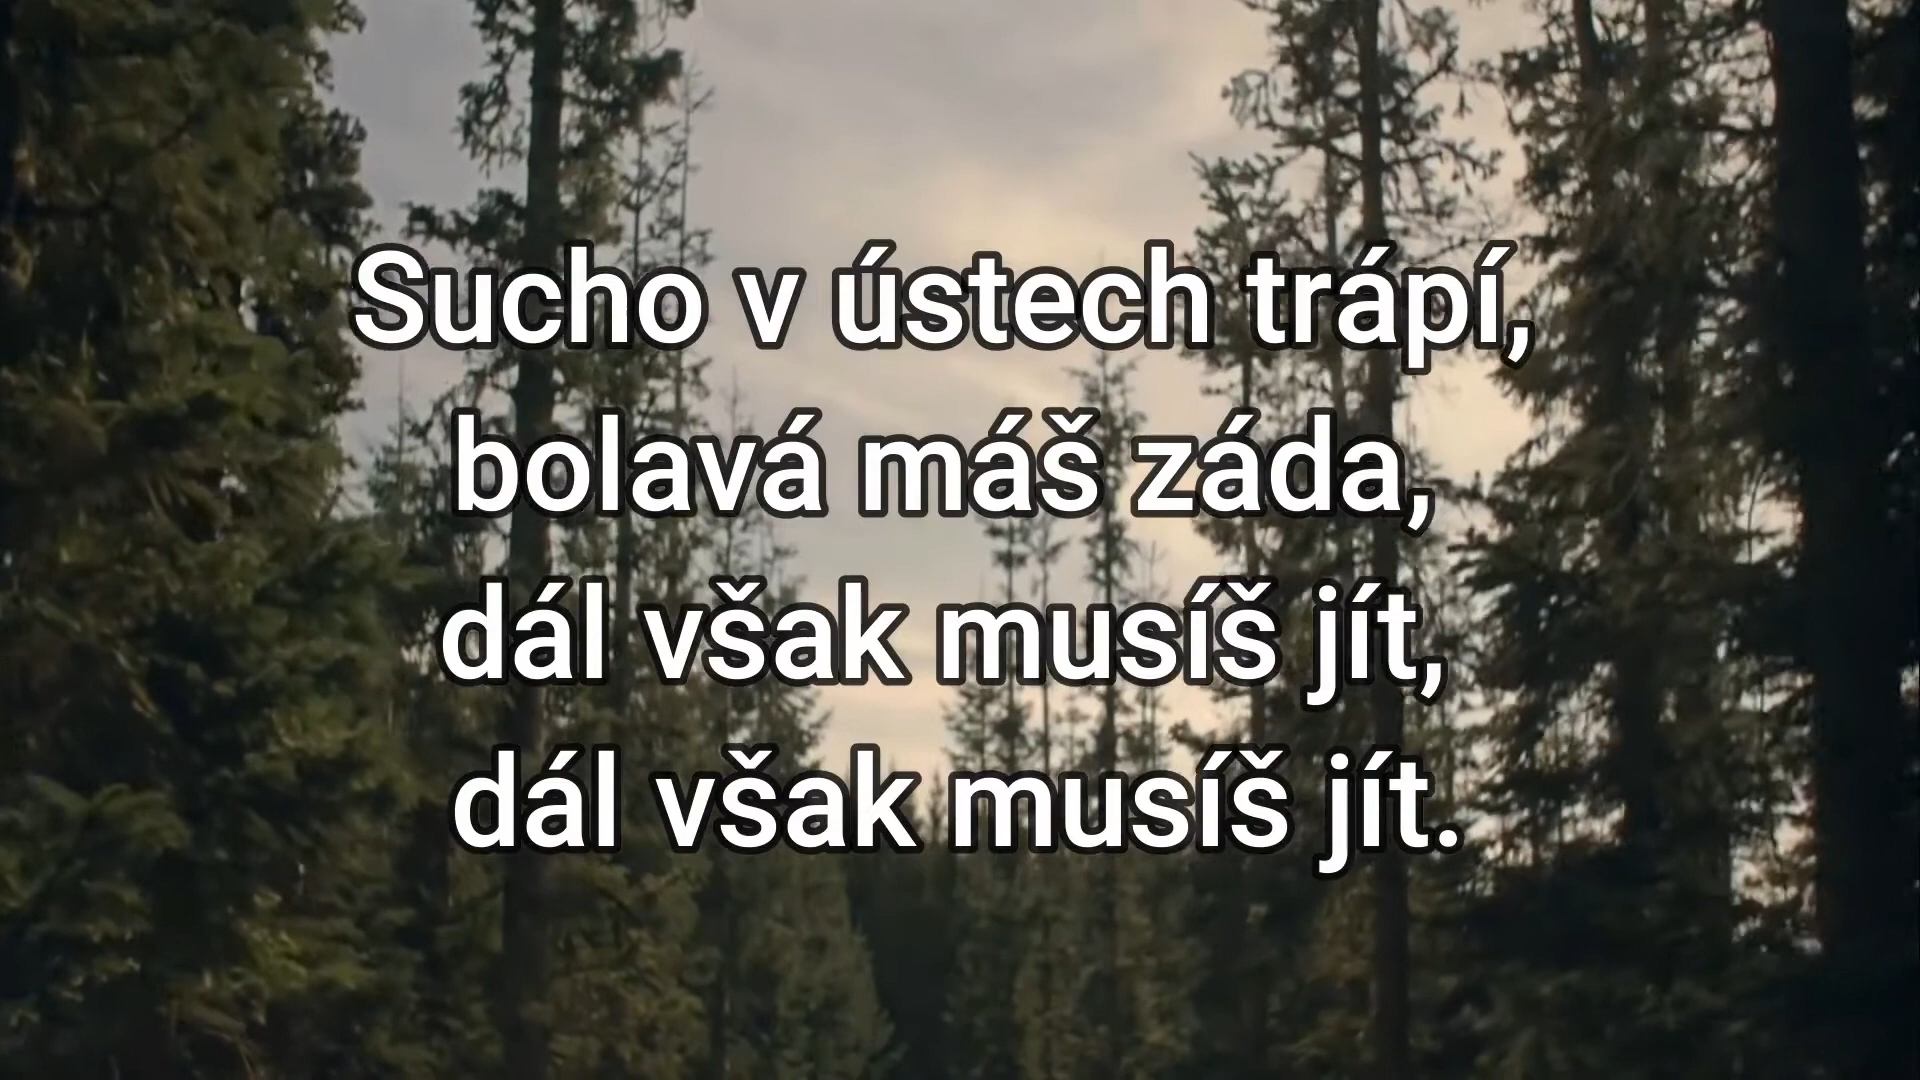 Sucho v ústech trápí,
bolavá máš záda,
dál však musíš jít,
dál však musíš jít.